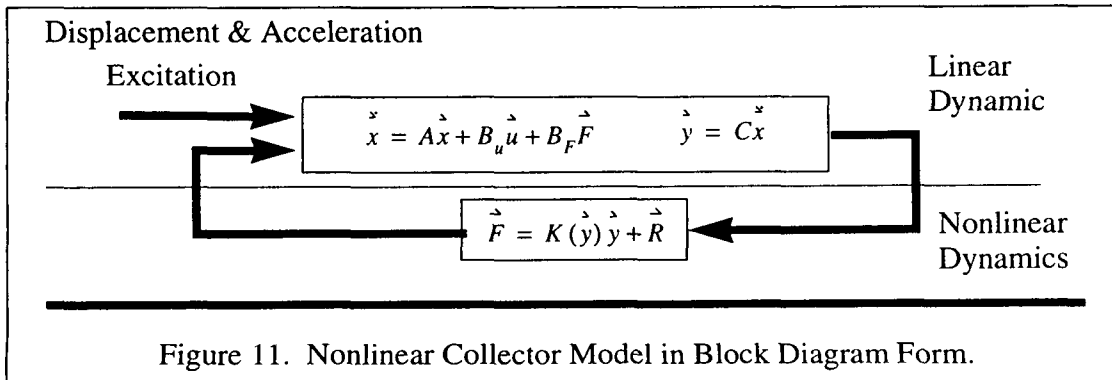 Displacement & Acceleration
Excitation
Linear
Dynamic
x⃗ = Ax⃗ + B_u u⃗ + B_F F⃗    y⃗ = Cx⃗
F⃗ = K(y⃗) y⃗ + R⃗
Nonlinear
Dynamics
Figure 11. Nonlinear Collector Model in Block Diagram Form.